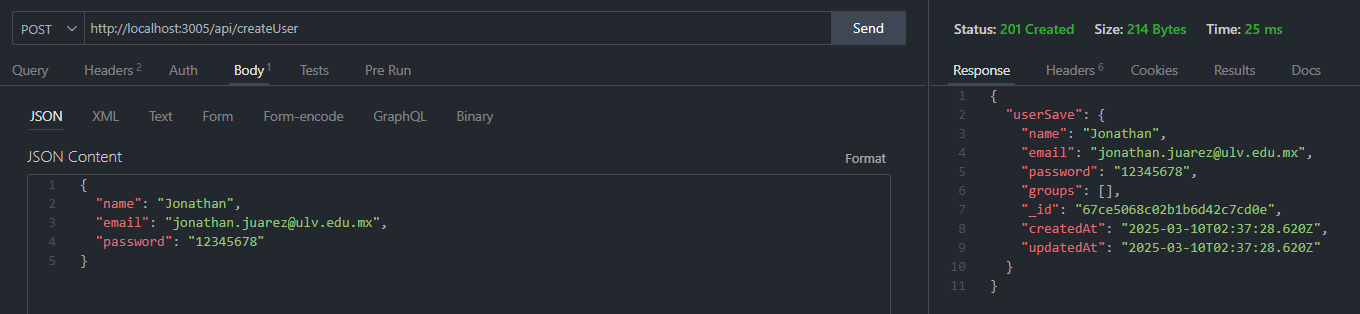 POST http://localhost:3005/api/createUser Send
Query Headers 2 Auth Body 1 Tests Pre Run
JSON XML Text Form Form-encode GraphQL Binary
JSON Content Format
1 {
2 "name": "Jonathan",
3 "email": "jonathan.juarez@ulv.edu.mx",
4 "password": "12345678"
5 }
Status: 201 Created Size: 214 Bytes Time: 25 ms
Response Headers 6 Cookies Results Docs
1 {
2 "userSave": {
3 "name": "Jonathan",
4 "email": "jonathan.juarez@ulv.edu.mx",
5 "password": "12345678",
6 "groups": [],
7 "_id": "67ce5068c02b1b6d42c7cd0e",
8 "createdAt": "2025-03-10T02:37:28.620Z",
9 "updatedAt": "2025-03-10T02:37:28.620Z"
10 }
11 }